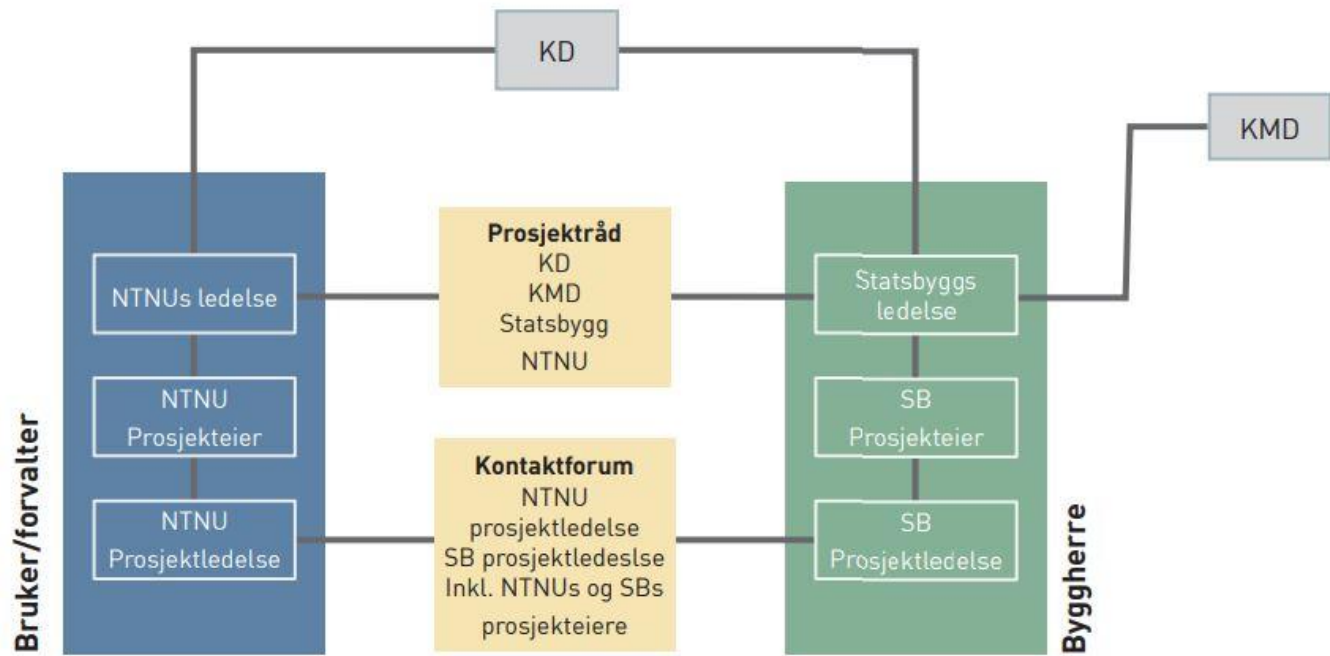 KD
KMD
Bruker/forvalter
NTNUs ledelse
NTNU
Prosjekteier
NTNU
Prosjektledelse
Prosjektråd
KD
KMD
Statsbygg
NTNU
Kontaktforum
NTNU
prosjektledelse
SB prosjektledeslse
Inkl. NTNUs og SBs
prosjekteiere
Statsbyggs
ledelse
SB
Prosjekteier
SB
Prosjektledelse
Byggherre